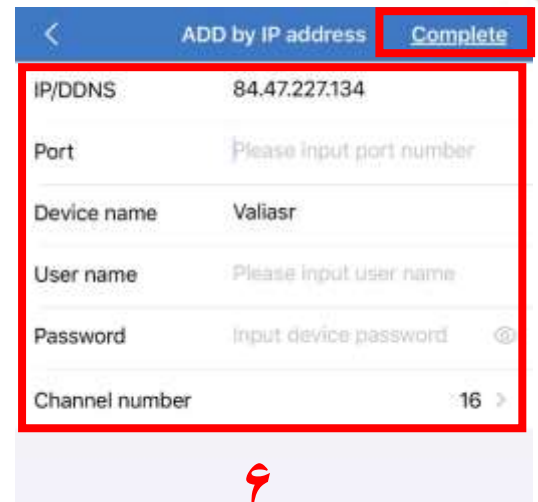 < ADD by IP address Complete
IP/DDNS 84.47.227.134
Port Please input port number
Device name Valiasr
User name Please input user name
Password Input device password
Channel number 16 >
۶